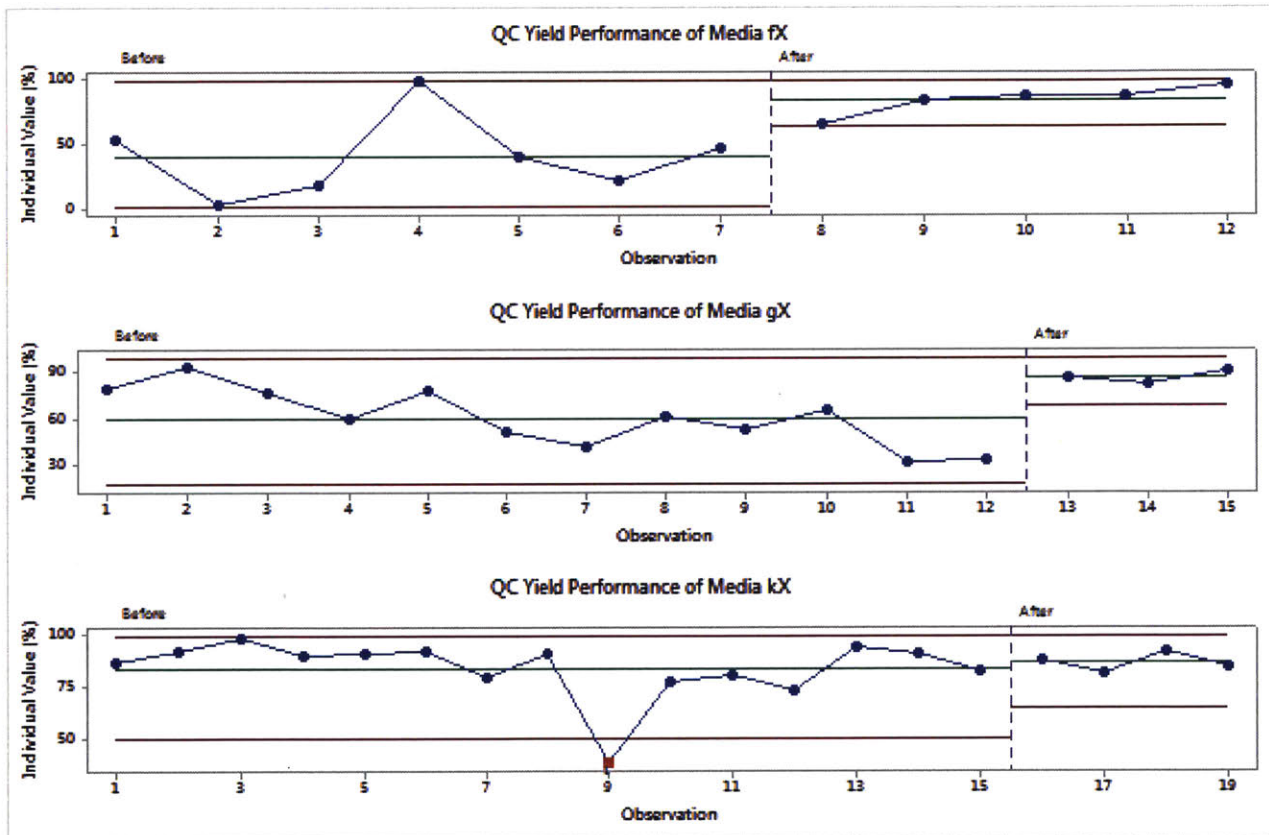 QC Yield Performance of Media fX
Before After
Individual Value (%)
100
50
0
1 2 3 4 5 6 7 8 9 10 11 12
Observation
QC Yield Performance of Media gX
Before After
Individual Value (%)
90
60
30
1 2 3 4 5 6 7 8 9 10 11 12 13 14 15
Observation
QC Yield Performance of Media kX
Before After
Individual Value (%)
100
75
50
1 3 5 7 9 11 13 15 17 19
Observation